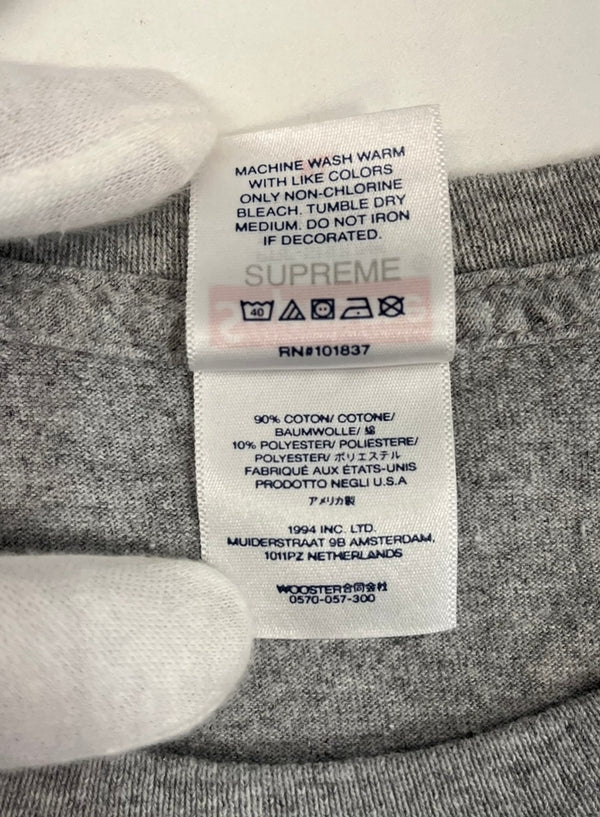 MACHINE WASH WARM
WITH LIKE COLORS
ONLY NON-CHLORINE
BLEACH. TUMBLE DRY
MEDIUM. DO NOT IRON
IF DECORATED.
SUPREME
40
RN#101837
90% COTON/ COTONE/
BAUMWOLLE/ 綿
10% POLYESTER/ POLIESTERE/
POLYESTER/ ポリエステル
FABRIQUÉ AUX ÉTATS-UNIS
PRODOTTO NEGLI U.S.A
アメリカ製
1994 INC. LTD.
MUIDERSTRAAT 9B AMSTERDAM,
1011PZ NETHERLANDS
WOOSTER合同会社
0570-057-300